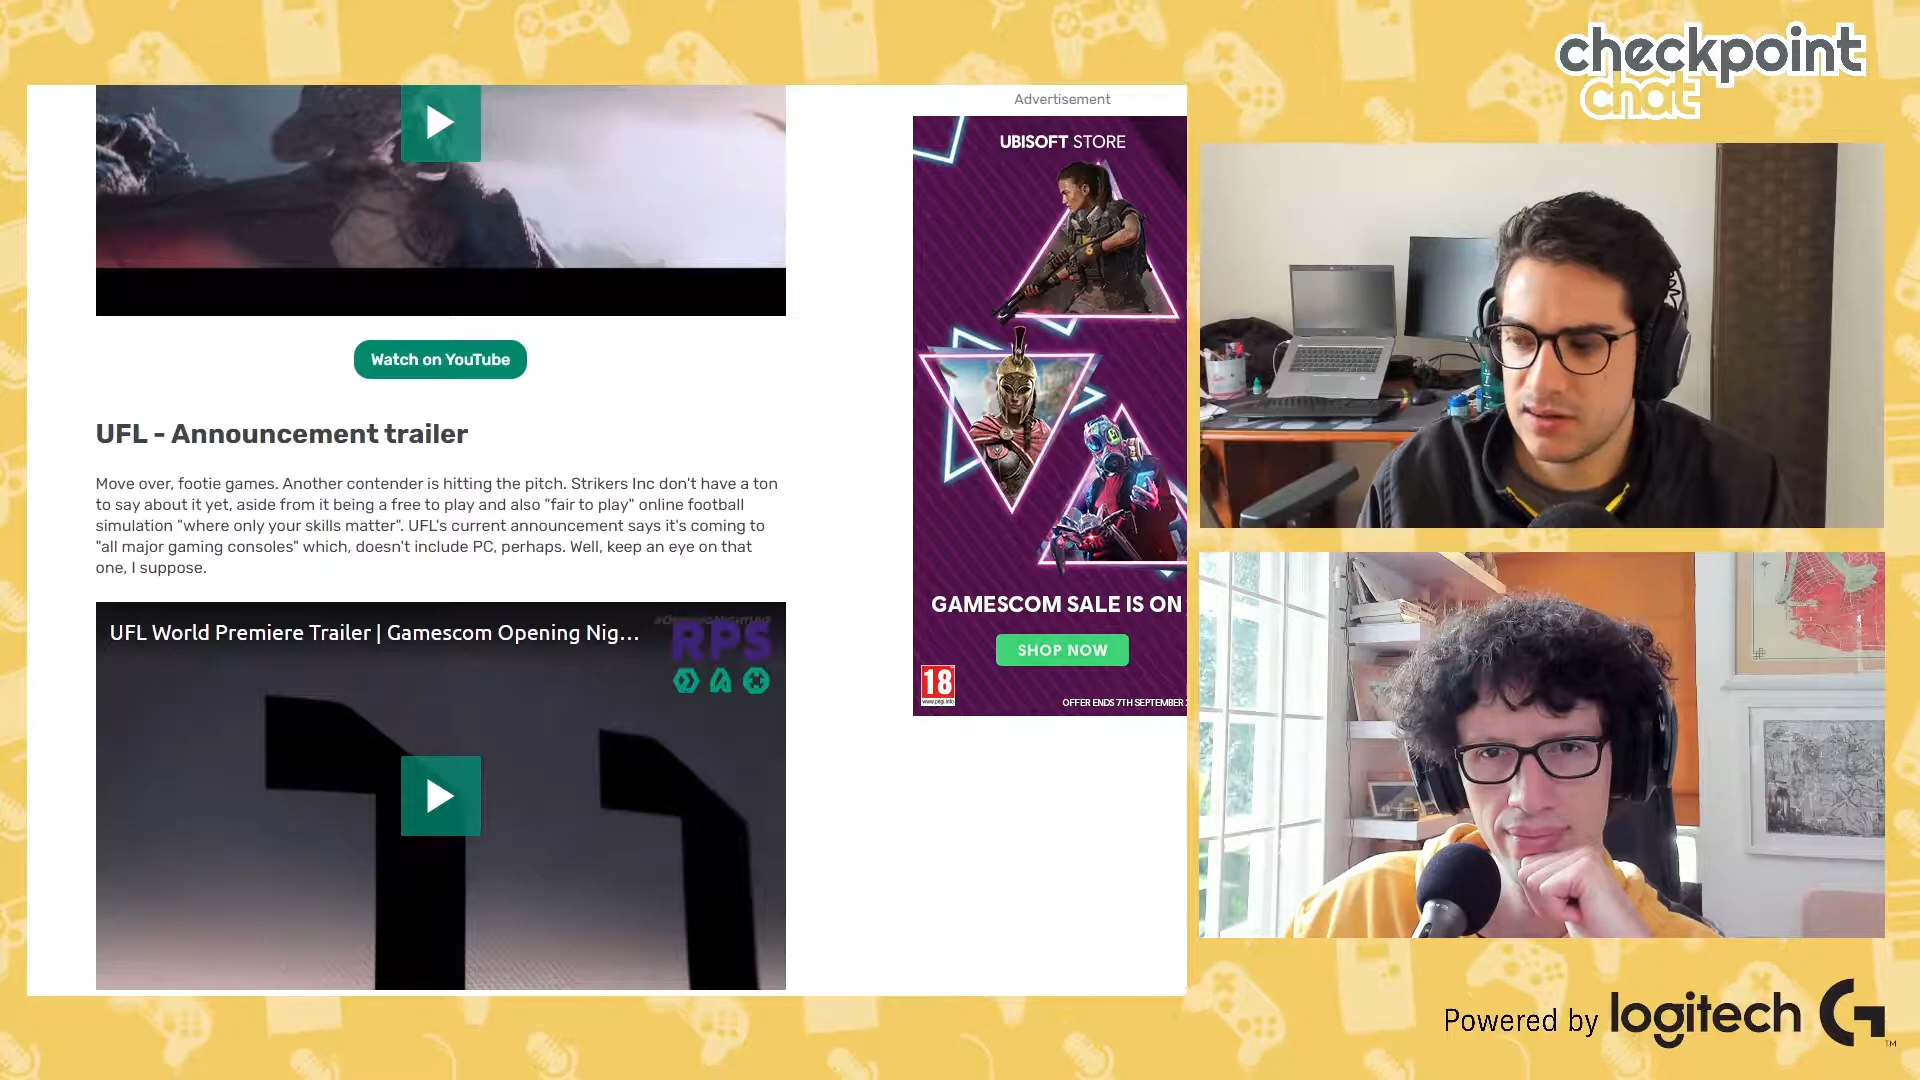 checkpoint
chat
Advertisement
UBISOFT STORE
GAMESCOM SALE IS ON
SHOP NOW
18
www.pegi.info
OFFER ENDS 7TH SEPTEMBER
Watch on YouTube
UFL - Announcement trailer
Move over, footie games. Another contender is hitting the pitch. Strikers Inc don't have a ton
to say about it yet, aside from it being a free to play and also "fair to play" online football
simulation "where only your skills matter". UFL's current announcement says it's coming to
"all major gaming consoles" which, doesn't include PC, perhaps. Well, keep an eye on that
one, I suppose.
UFL World Premiere Trailer | Gamescom Opening Nig...
RPS
Powered by logitech G
TM